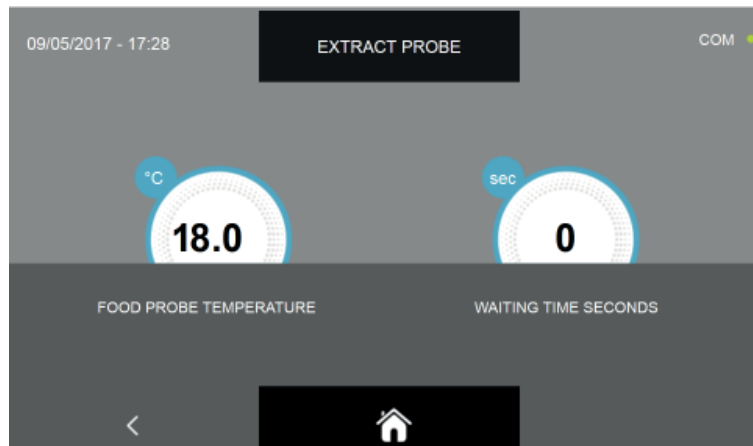 09/05/2017 - 17:28
EXTRACT PROBE
COM
°C
sec
18.0
0
FOOD PROBE TEMPERATURE
WAITING TIME SECONDS